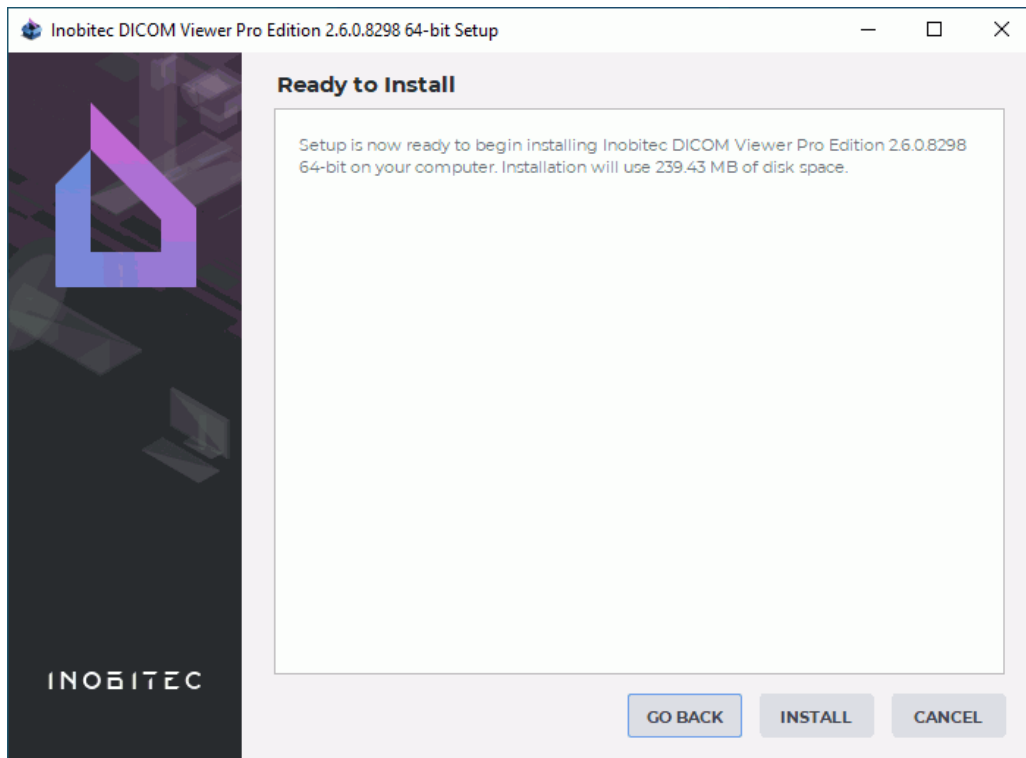 Inobitec DICOM Viewer Pro Edition 2.6.0.8298 64-bit Setup
Ready to Install
Setup is now ready to begin installing Inobitec DICOM Viewer Pro Edition 2.6.0.8298
64-bit on your computer. Installation will use 239.43 MB of disk space.
INOBITEC
GO BACK INSTALL CANCEL